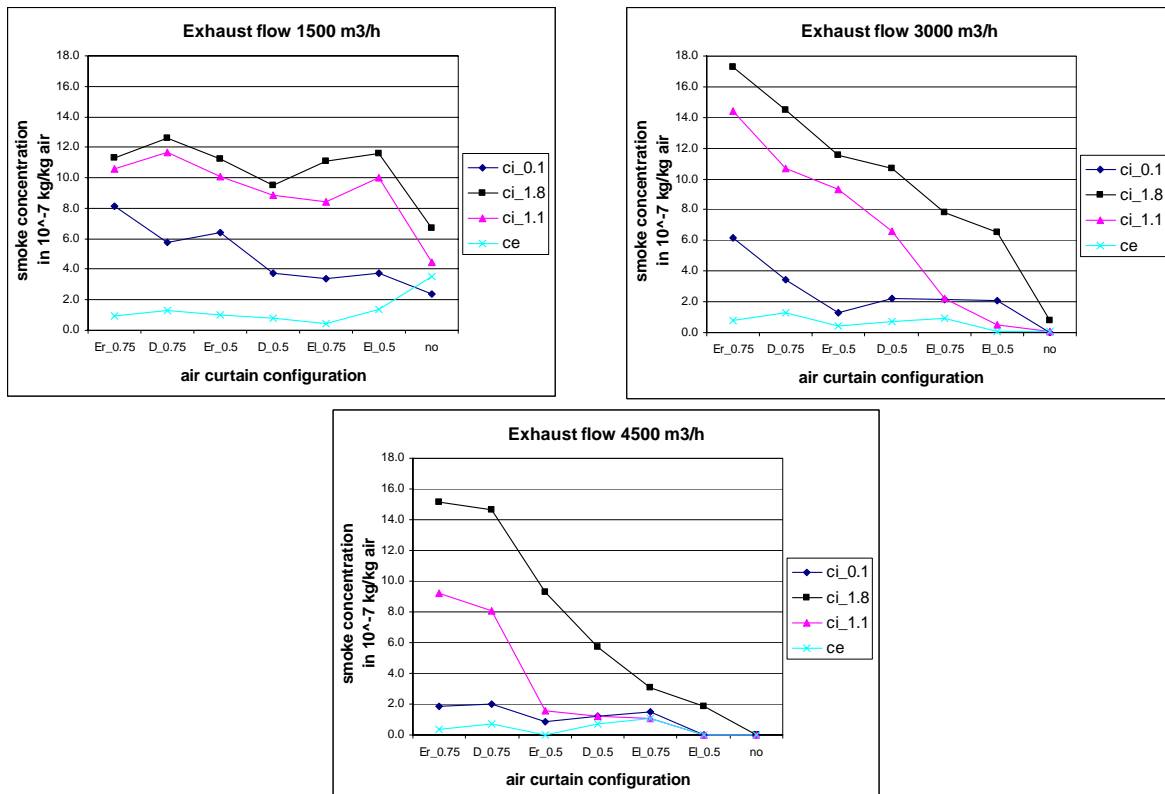 Exhaust flow 1500 m3/h
smoke concentration
in 10^-7 kg/kg air
18.0
16.0
14.0
12.0
10.0
8.0
6.0
4.0
2.0
0.0
Er_0.75 D_0.75 Er_0.5 D_0.5 El_0.75 El_0.5 no
air curtain configuration
ci_0.1
ci_1.8
ci_1.1
ce
Exhaust flow 3000 m3/h
smoke concentration
in 10^-7 kg/kg air
18.0
16.0
14.0
12.0
10.0
8.0
6.0
4.0
2.0
0.0
Er_0.75 D_0.75 Er_0.5 D_0.5 El_0.75 El_0.5 no
air curtain configuration
ci_0.1
ci_1.8
ci_1.1
ce
Exhaust flow 4500 m3/h
smoke concentration
in 10^-7 kg/kg air
18.0
16.0
14.0
12.0
10.0
8.0
6.0
4.0
2.0
0.0
Er_0.75 D_0.75 Er_0.5 D_0.5 El_0.75 El_0.5 no
air curtain configuration
ci_0.1
ci_1.8
ci_1.1
ce